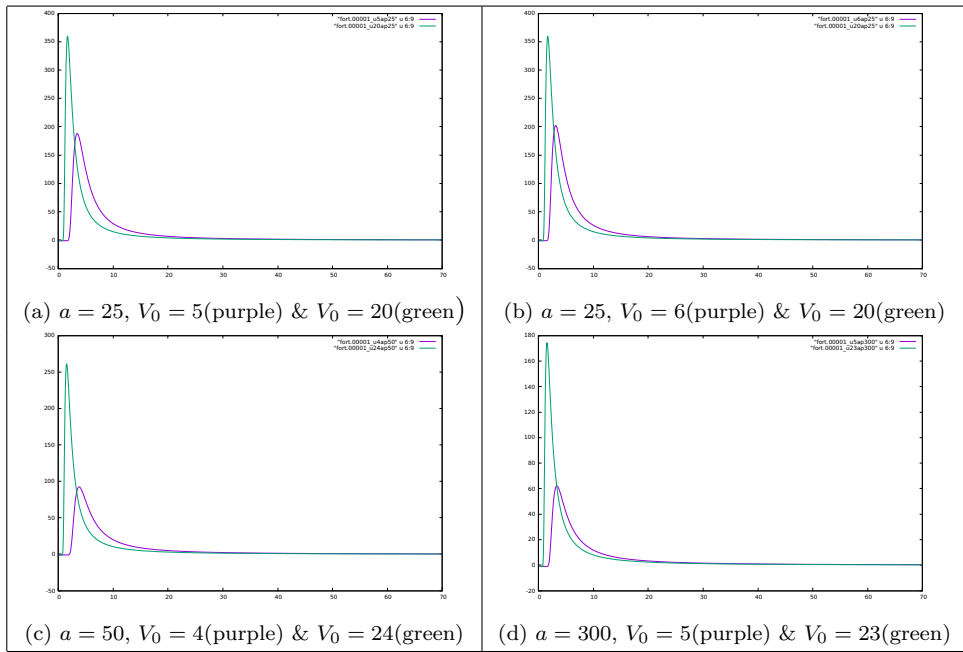 400
350
300
250
200
150
100
50
0
-50
0 10 20 30 40 50 60 70
"fort.00001_u5ap25" u 6:9
"fort.00001_u20ap25" u 6:9
(a) a = 25, V₀ = 5(purple) & V₀ = 20(green)
400
350
300
250
200
150
100
50
0
-50
0 10 20 30 40 50 60 70
"fort.00001_u6ap25" u 6:9
"fort.00001_u20ap25" u 6:9
(b) a = 25, V₀ = 6(purple) & V₀ = 20(green)
300
250
200
150
100
50
0
-50
0 10 20 30 40 50 60 70
"fort.00001_u4ap50" u 6:9
"fort.00001_u24ap50" u 6:9
(c) a = 50, V₀ = 4(purple) & V₀ = 24(green)
180
160
140
120
100
80
60
40
20
0
-20
0 10 20 30 40 50 60 70
"fort.00001_u5ap300" u 6:9
"fort.00001_u23ap300" u 6:9
(d) a = 300, V₀ = 5(purple) & V₀ = 23(green)